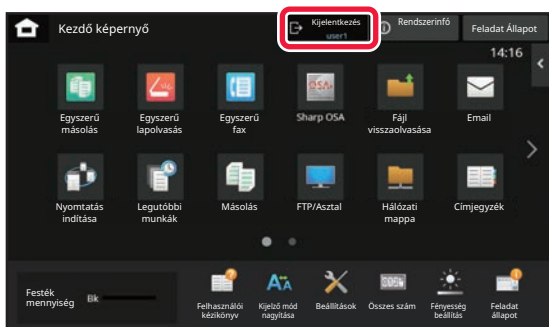 Kezdő képernyő
Kijelentkezés
user1
Rendszerinfó
Feladat Állapot
14:16
Egyszerű
másolás
Egyszerű
lapolvasás
Egyszerű
fax
Sharp OSA
Fájl
visszaolvasása
Email
Nyomtatás
indítása
Legutóbbi
munkák
Másolás
FTP/Asztal
Hálózati
mappa
Címjegyzék
Festék
mennyiség
Bk
Felhasználói
kézikönyv
Kijelző mód
nagyítása
Beállítások
Összes szám
Fényesség
beállítás
Feladat
állapot